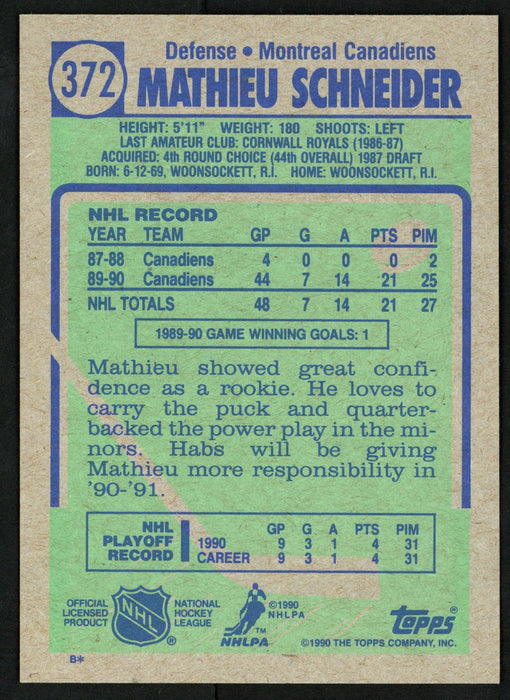 372
Defense • Montreal Canadiens
MATHIEU SCHNEIDER
HEIGHT: 5'11" WEIGHT: 180 SHOOTS: LEFT
LAST AMATEUR CLUB: CORNWALL ROYALS (1986-87)
ACQUIRED: 4th ROUND CHOICE (44th OVERALL) 1987 DRAFT
BORN: 6-12-69, WOONSOCKETT, R.I. HOME: WOONSOCKETT, R.I.
NHL RECORD
YEAR TEAM GP G A PTS PIM
87-88 Canadiens 4 0 0 0 2
89-90 Canadiens 44 7 14 21 25
NHL TOTALS 48 7 14 21 27
1989-90 GAME WINNING GOALS: 1
Mathieu showed great confi-
dence as a rookie. He loves to
carry the puck and quarter-
backed the power play in the mi-
nors. Habs will be giving
Mathieu more responsibility in
'90-'91.
NHL PLAYOFF RECORD
GP G A PTS PIM
1990 9 3 1 4 31
CAREER 9 3 1 4 31
OFFICIAL
LICENSED
PRODUCT
NHL
®
NATIONAL
HOCKEY
LEAGUE
©1990
NHLPA
™
NHLPA
topps®
©1990 THE TOPPS COMPANY, INC.
B*